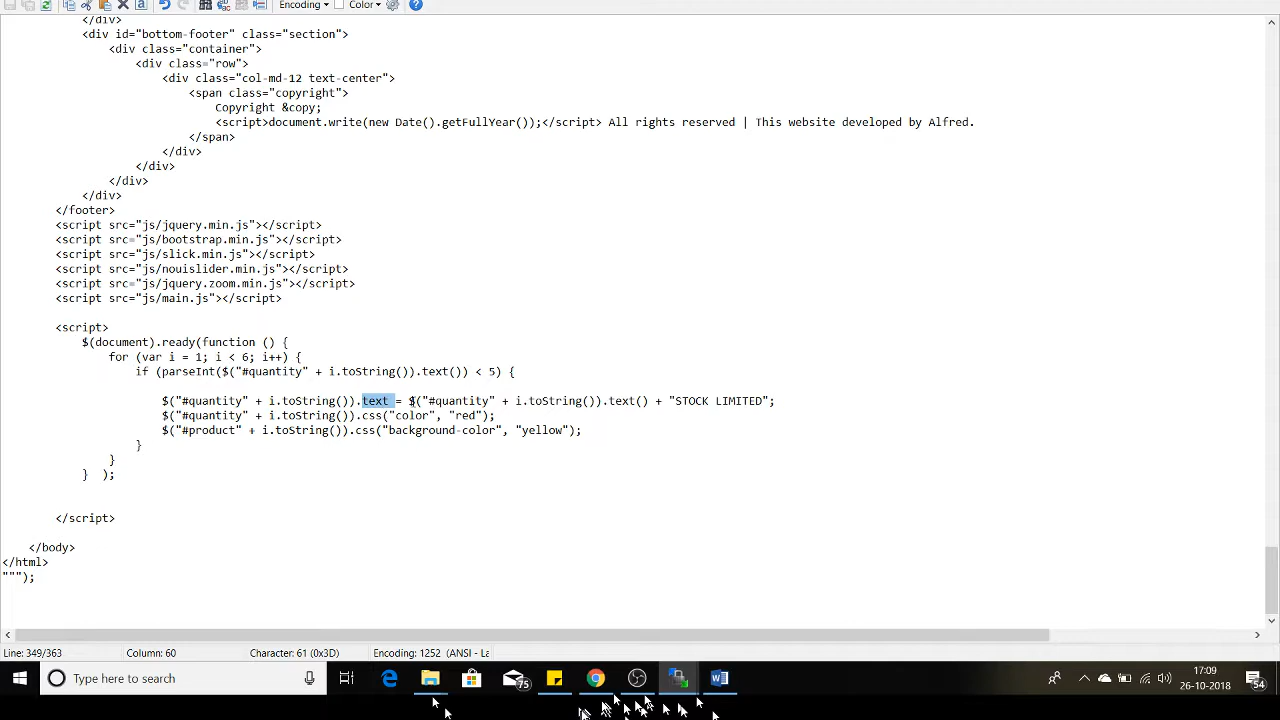 Encoding Color
</div>
<div id="bottom-footer" class="section">
<div class="container">
<div class="row">
<div class="col-md-12 text-center">
<span class="copyright">
Copyright &copy;
<script>document.write(new Date().getFullYear());</script> All rights reserved | This website developed by Alfred.
</span>
</div>
</div>
</div>
</div>
</footer>
<script src="js/jquery.min.js"></script>
<script src="js/bootstrap.min.js"></script>
<script src="js/slick.min.js"></script>
<script src="js/nouislider.min.js"></script>
<script src="js/jquery.zoom.min.js"></script>
<script src="js/main.js"></script>
<script>
$(document).ready(function () {
for (var i = 1; i < 6; i++) {
if (parseInt($("#quantity" + i.toString()).text()) < 5) {
$("#quantity" + i.toString()).text = $("#quantity" + i.toString()).text() + "STOCK LIMITED";
$("#quantity" + i.toString()).css("color", "red");
$("#product" + i.toString()).css("background-color", "yellow");
}
}
} );
</script>
</body>
</html>
""");
Line: 349/363 Column: 60 Character: 61 (0x3D) Encoding: 1252 (ANSI - La
Type here to search 75 17:09
26-10-2018 54